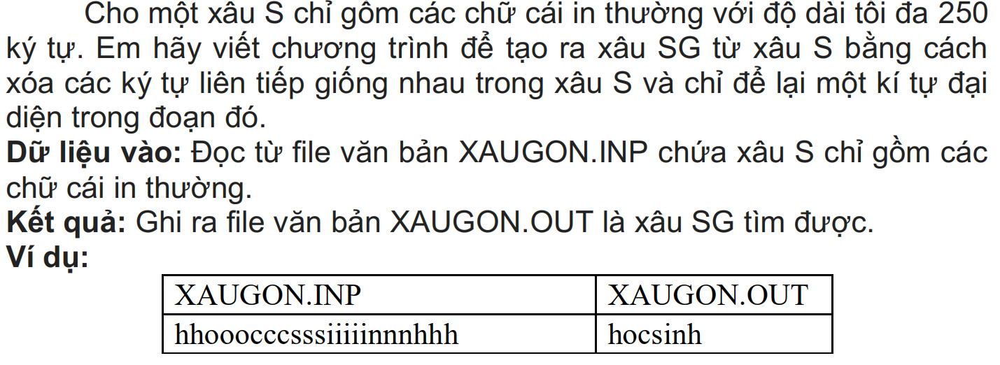 Cho một xâu S chỉ gồm các chữ cái in thường với độ dài tối đa 250
ký tự. Em hãy viết chương trình để tạo ra xâu SG từ xâu S bằng cách
xóa các ký tự liên tiếp giống nhau trong xâu S và chỉ để lại một kí tự đại
diện trong đoạn đó.
Dữ liệu vào: Đọc từ file văn bản XAUGON.INP chứa xâu S chỉ gồm các
chữ cái in thường.
Kết quả: Ghi ra file văn bản XAUGON.OUT là xâu SG tìm được.
Ví dụ:
XAUGON.INP XAUGON.OUT
hhooocccsssiiiiinnnhhh hocsinh